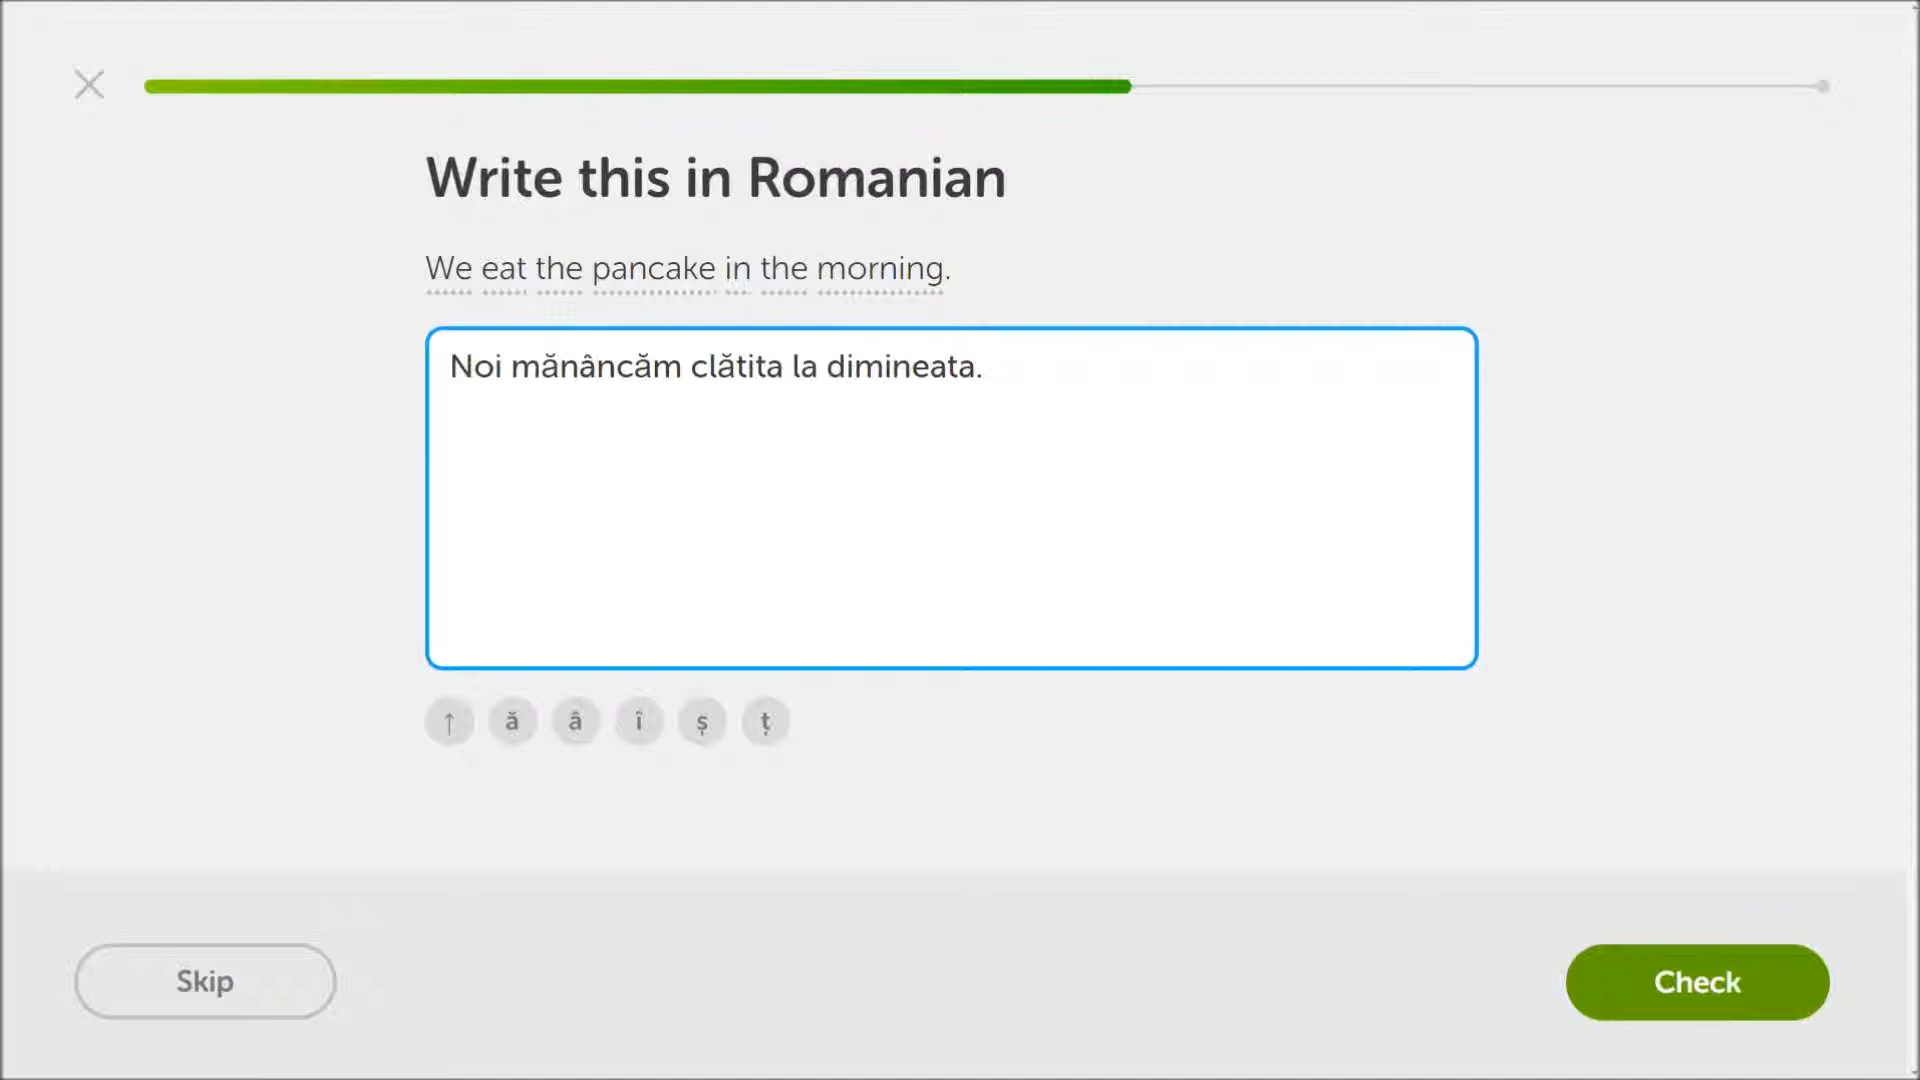 Write this in Romanian
We eat the pancake in the morning.
Noi mănâncăm clătita la dimineata.
↑ ă â î ș ț
Skip
Check